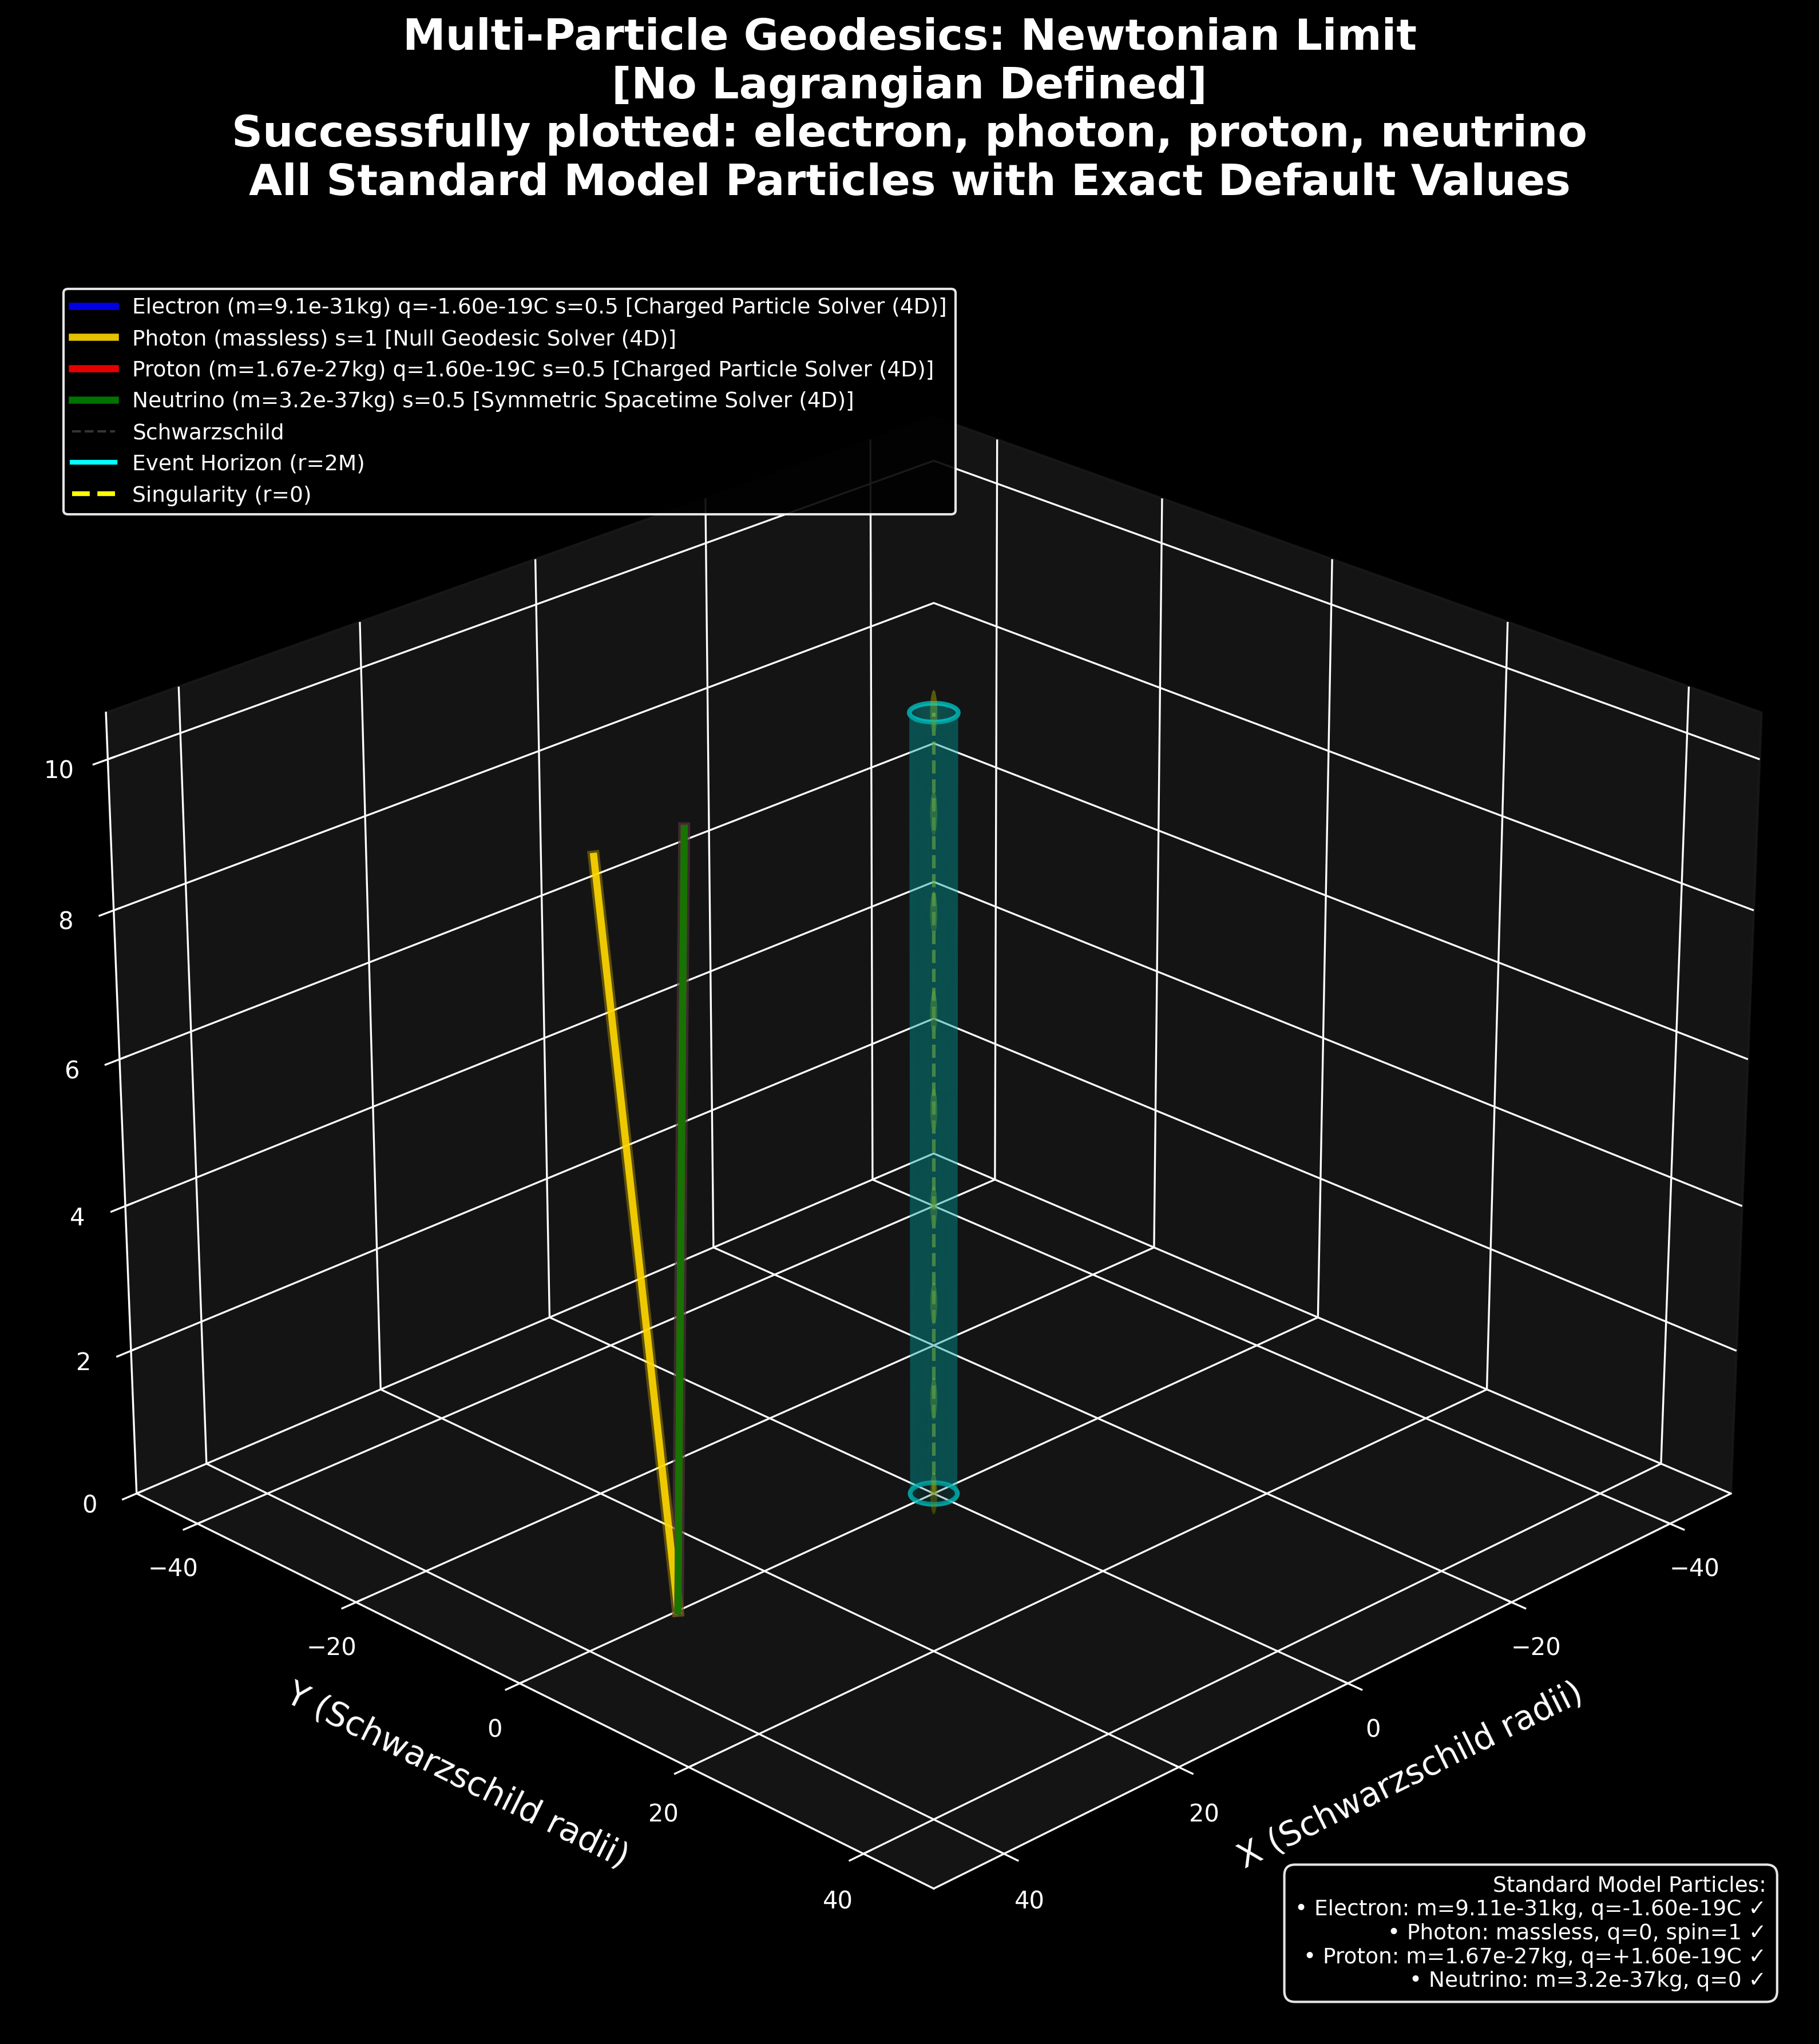 Multi-Particle Geodesics: Newtonian Limit
[No Lagrangian Defined]
Successfully plotted: electron, photon, proton, neutrino
All Standard Model Particles with Exact Default Values
Electron (m=9.1e-31kg) q=-1.60e-19C s=0.5 [Charged Particle Solver (4D)]
Photon (massless) s=1 [Null Geodesic Solver (4D)]
Proton (m=1.67e-27kg) q=1.60e-19C s=0.5 [Charged Particle Solver (4D)]
Neutrino (m=3.2e-37kg) s=0.5 [Symmetric Spacetime Solver (4D)]
Schwarzschild
Event Horizon (r=2M)
Singularity (r=0)
10
8
6
4
2
0
−40
−20
0
20
40
Y (Schwarzschild radii)
−40
−20
0
20
40
X (Schwarzschild radii)
Standard Model Particles:
• Electron: m=9.11e-31kg, q=-1.60e-19C ✓
• Photon: massless, q=0, spin=1 ✓
• Proton: m=1.67e-27kg, q=+1.60e-19C ✓
• Neutrino: m=3.2e-37kg, q=0 ✓